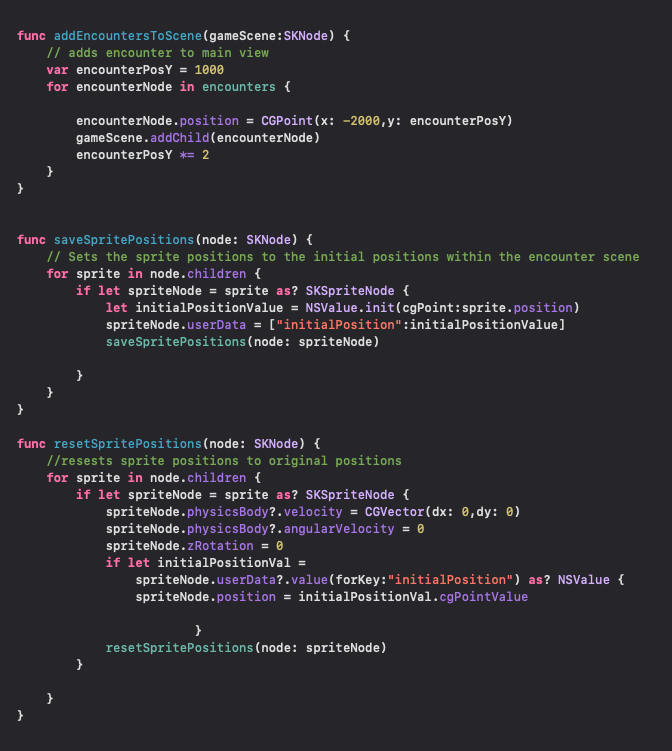 func addEncountersToScene(gameScene:SKNode) {
    // adds encounter to main view
    var encounterPosY = 1000
    for encounterNode in encounters {

        encounterNode.position = CGPoint(x: -2000,y: encounterPosY)
        gameScene.addChild(encounterNode)
        encounterPosY *= 2
    }
}


func saveSpritePositions(node: SKNode) {
    // Sets the sprite positions to the initial positions within the encounter scene
    for sprite in node.children {
        if let spriteNode = sprite as? SKSpriteNode {
            let initialPositionValue = NSValue.init(cgPoint:sprite.position)
            spriteNode.userData = ["initialPosition":initialPositionValue]
            saveSpritePositions(node: spriteNode)

        }
    }
}

func resetSpritePositions(node: SKNode) {
    //resests sprite positions to original positions
    for sprite in node.children {
        if let spriteNode = sprite as? SKSpriteNode {
            spriteNode.physicsBody?.velocity = CGVector(dx: 0,dy: 0)
            spriteNode.physicsBody?.angularVelocity = 0
            spriteNode.zRotation = 0
            if let initialPositionVal =
                spriteNode.userData?.value(forKey:"initialPosition") as? NSValue {
                spriteNode.position = initialPositionVal.cgPointValue

                        }
            resetSpritePositions(node: spriteNode)
        }

    }
}